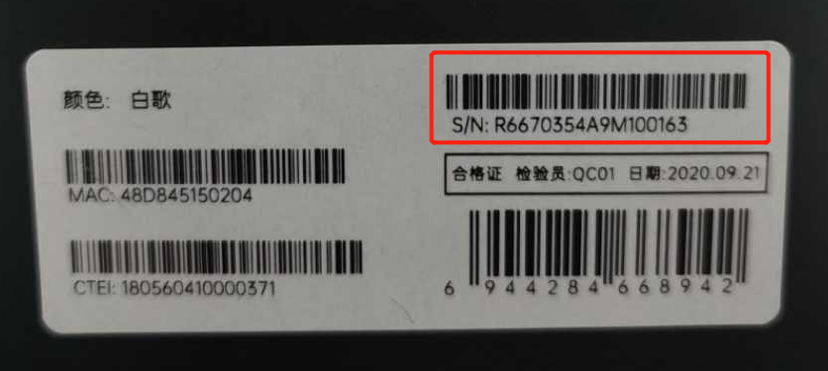 颜色: 白歌
S/N: R6670354A9M100163
MAC: 48D845150204
合格证 检验员:QC01 日期:2020.09.21
CTEI: 180560410000371
6 944284 668942